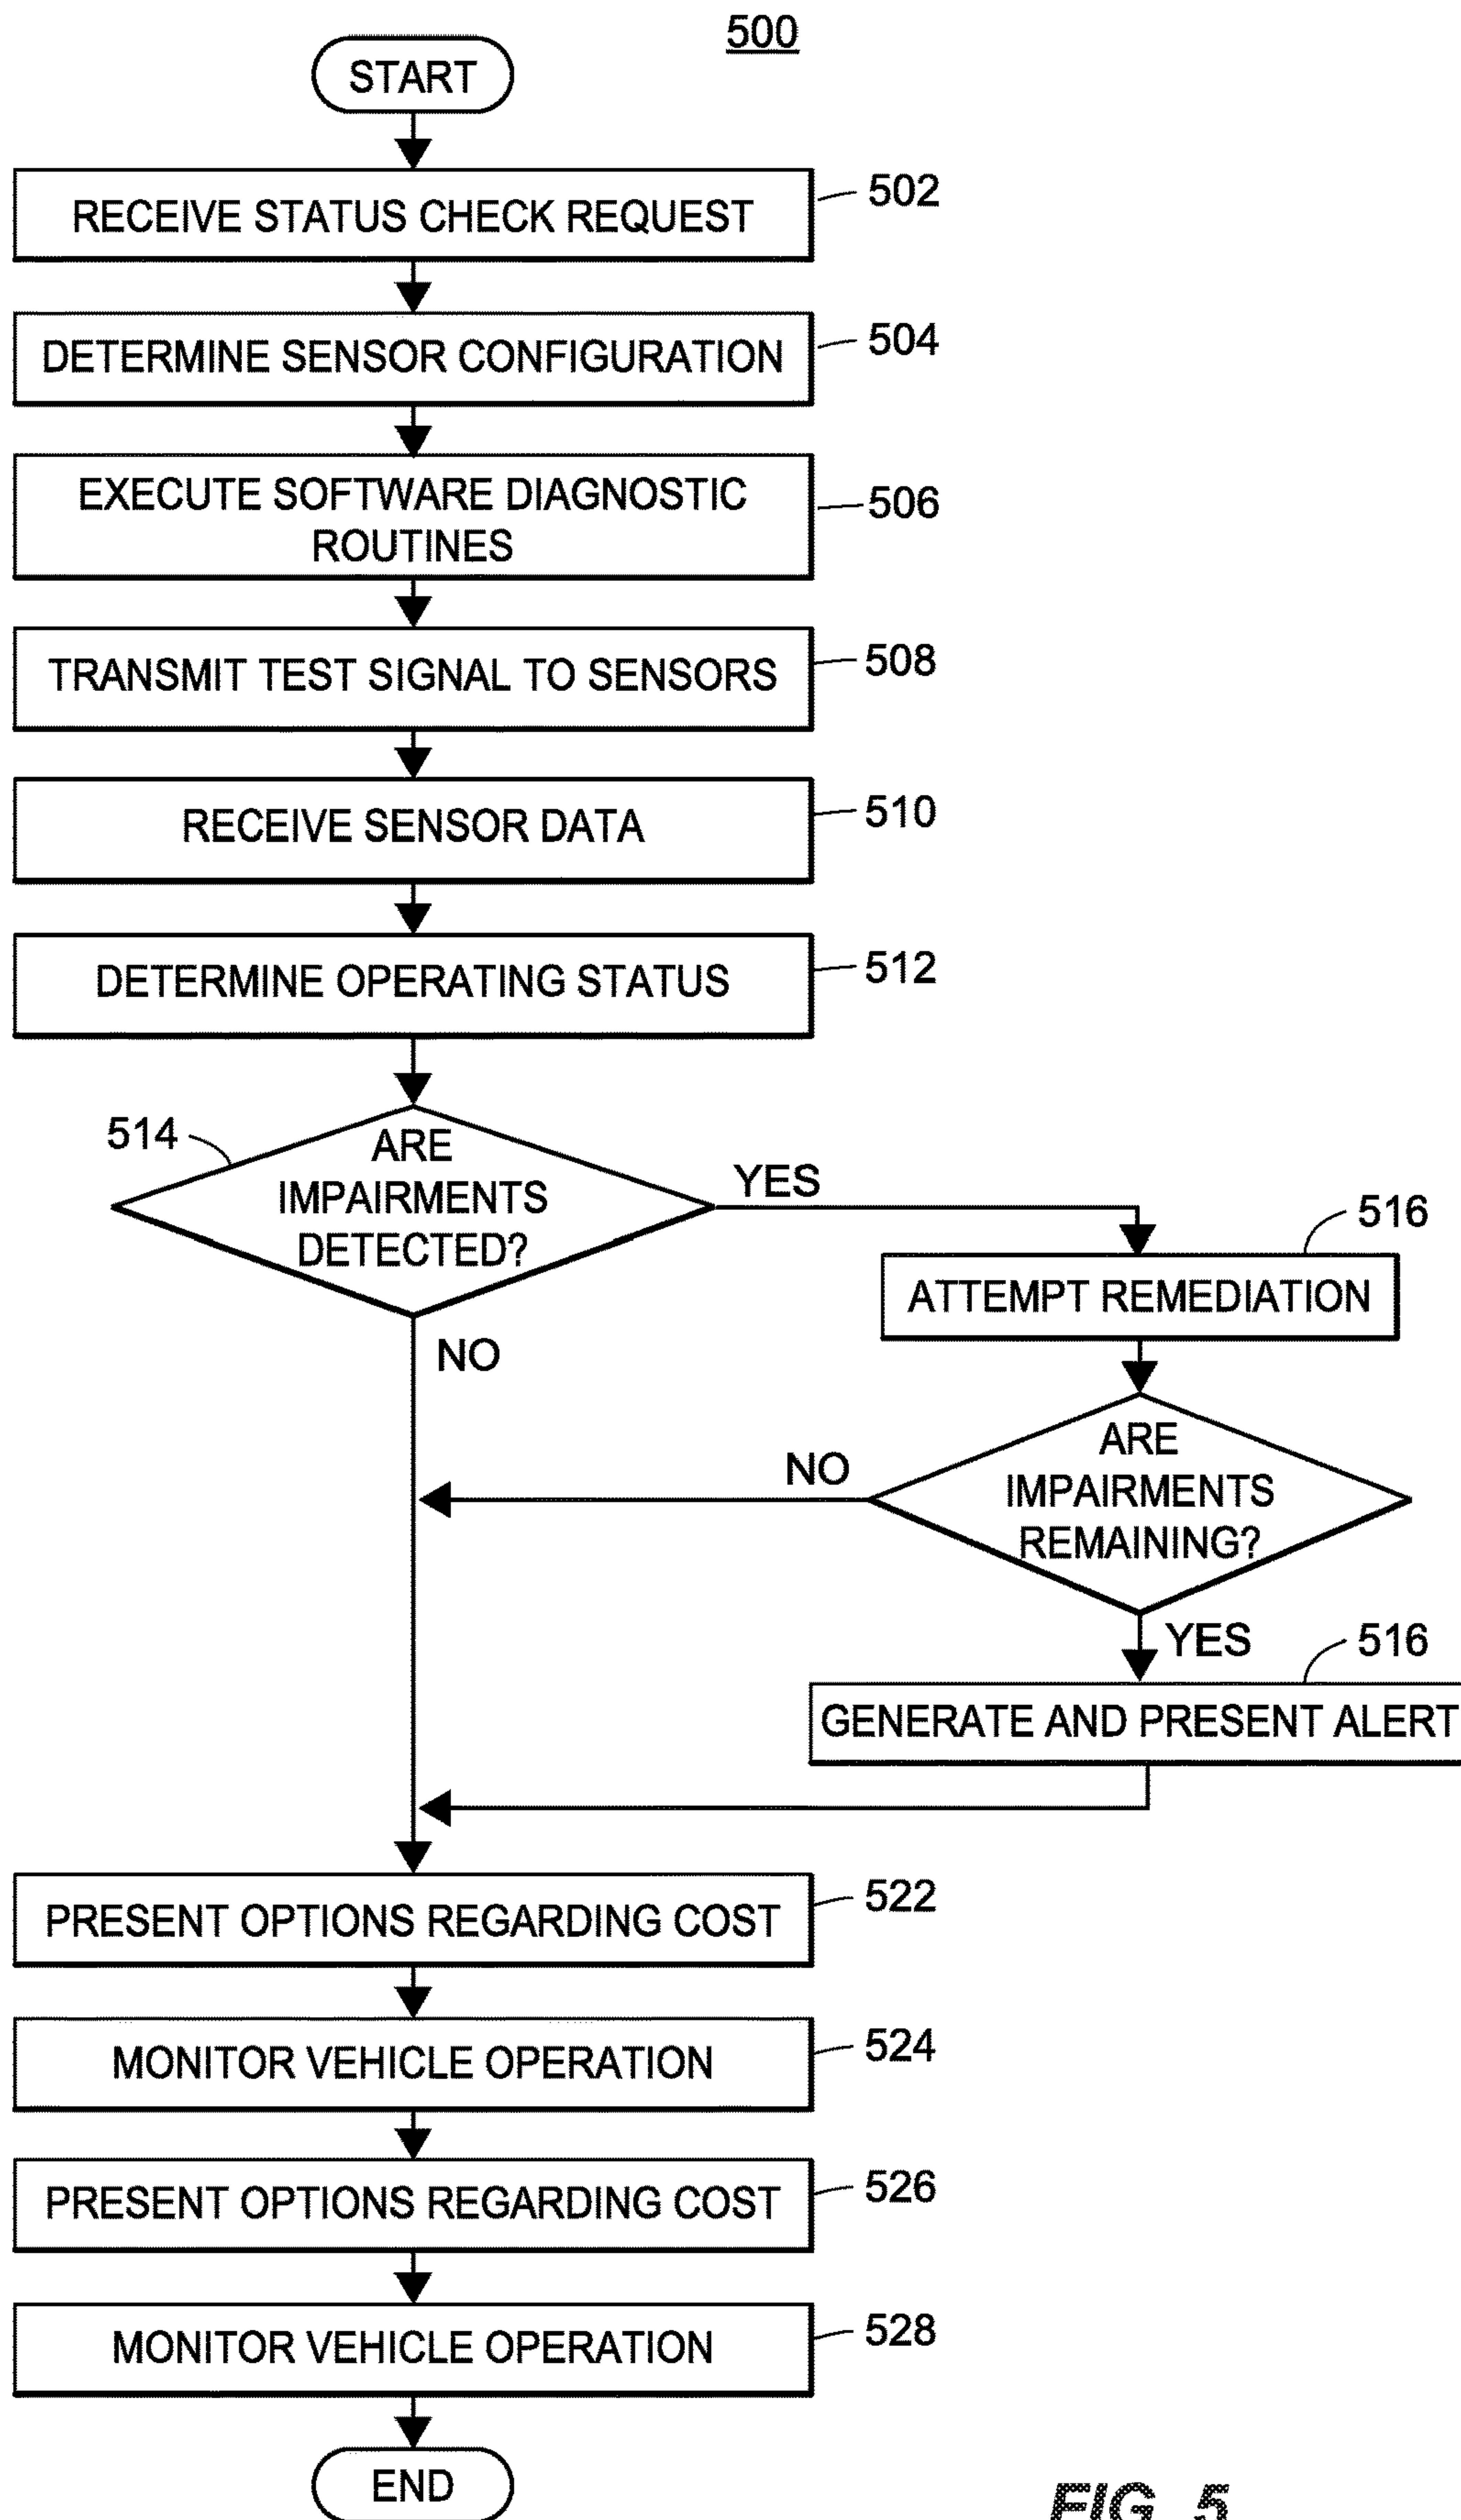 500
START
RECEIVE STATUS CHECK REQUEST
502
DETERMINE SENSOR CONFIGURATION
504
EXECUTE SOFTWARE DIAGNOSTIC
ROUTINES
506
TRANSMIT TEST SIGNAL TO SENSORS
508
RECEIVE SENSOR DATA
510
DETERMINE OPERATING STATUS
512
514
ARE
IMPAIRMENTS
DETECTED?
YES
NO
516
ATTEMPT REMEDIATION
ARE
IMPAIRMENTS
REMAINING?
NO
YES
516
GENERATE AND PRESENT ALERT
PRESENT OPTIONS REGARDING COST
522
MONITOR VEHICLE OPERATION
524
PRESENT OPTIONS REGARDING COST
526
MONITOR VEHICLE OPERATION
528
END
FIG. 5